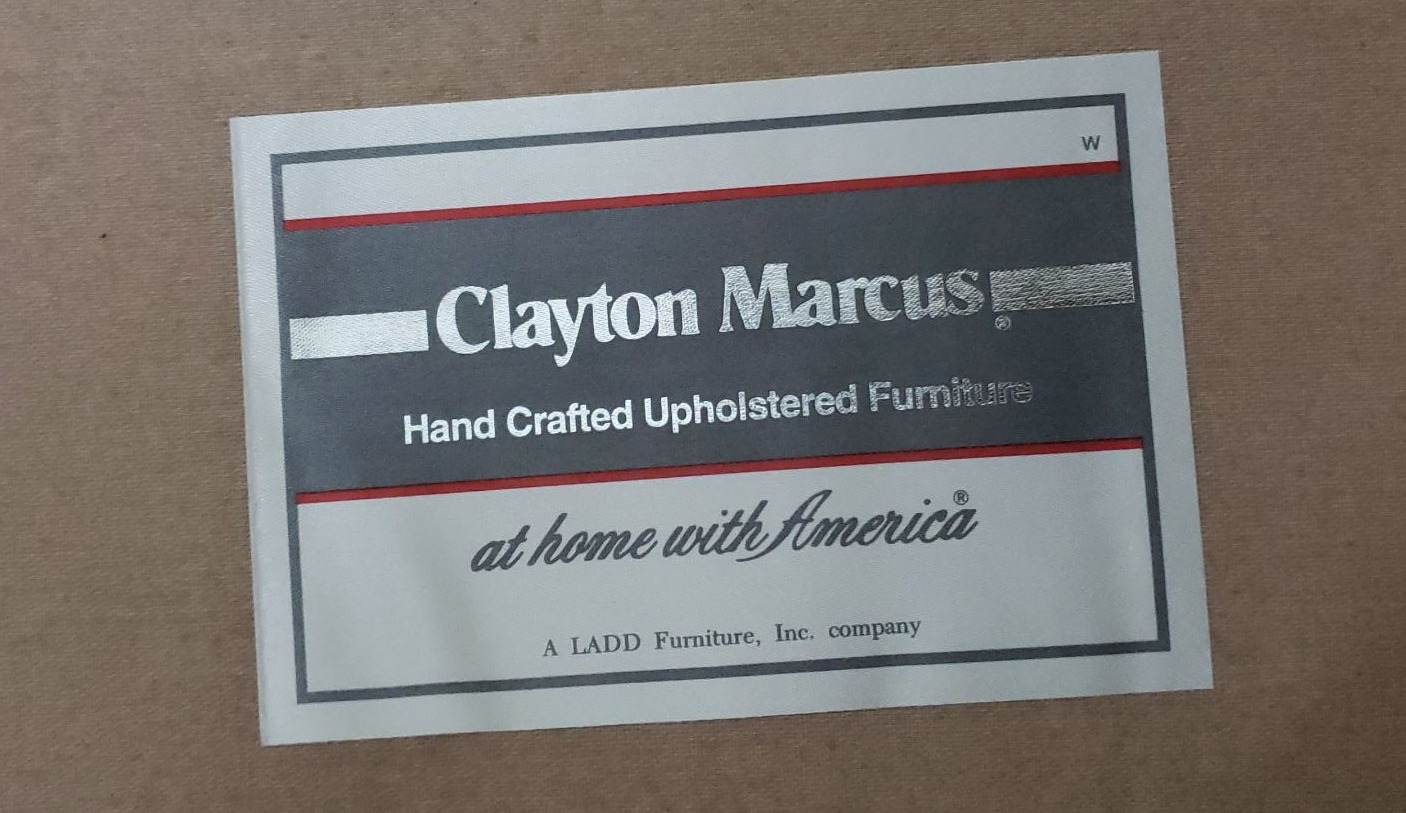 W
Clayton Marcus®
Hand Crafted Upholstered Furniture
at home with America®
A LADD Furniture, Inc. company